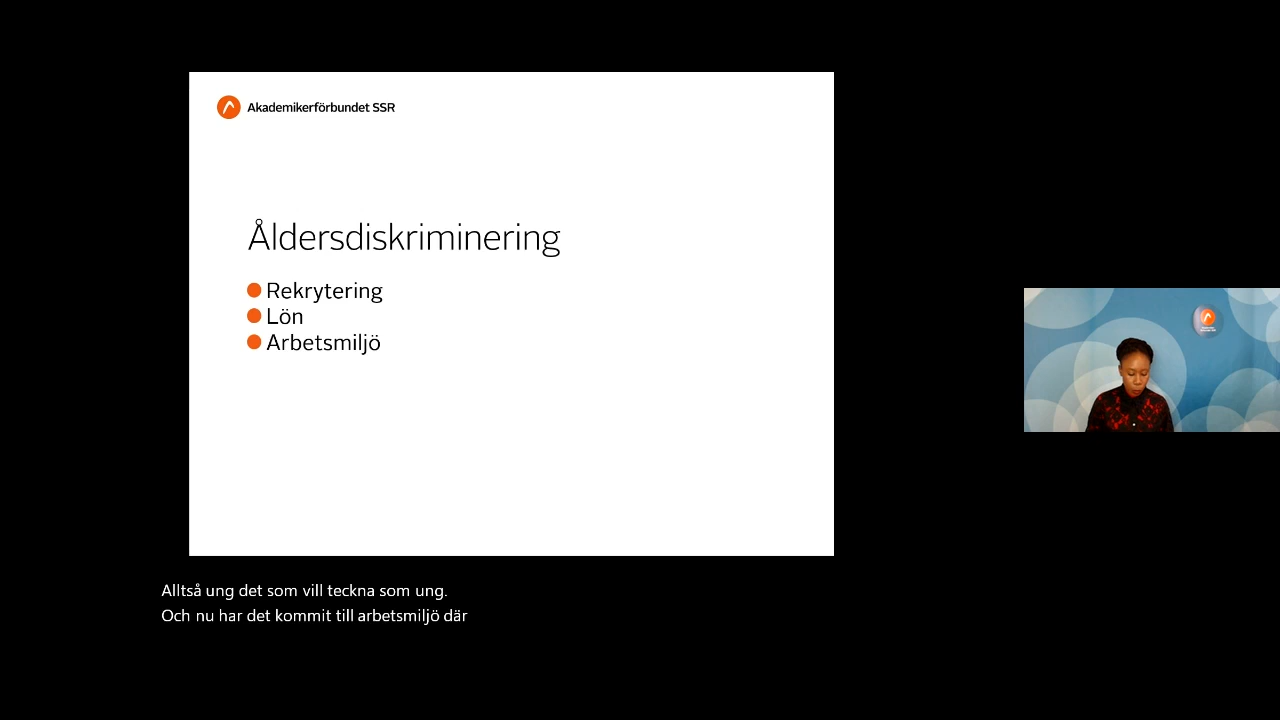 Akademikerförbundet SSR
Åldersdiskriminering
Rekrytering
Lön
Arbetsmiljö
Alltså ung det som vill teckna som ung.
Och nu har det kommit till arbetsmiljö där